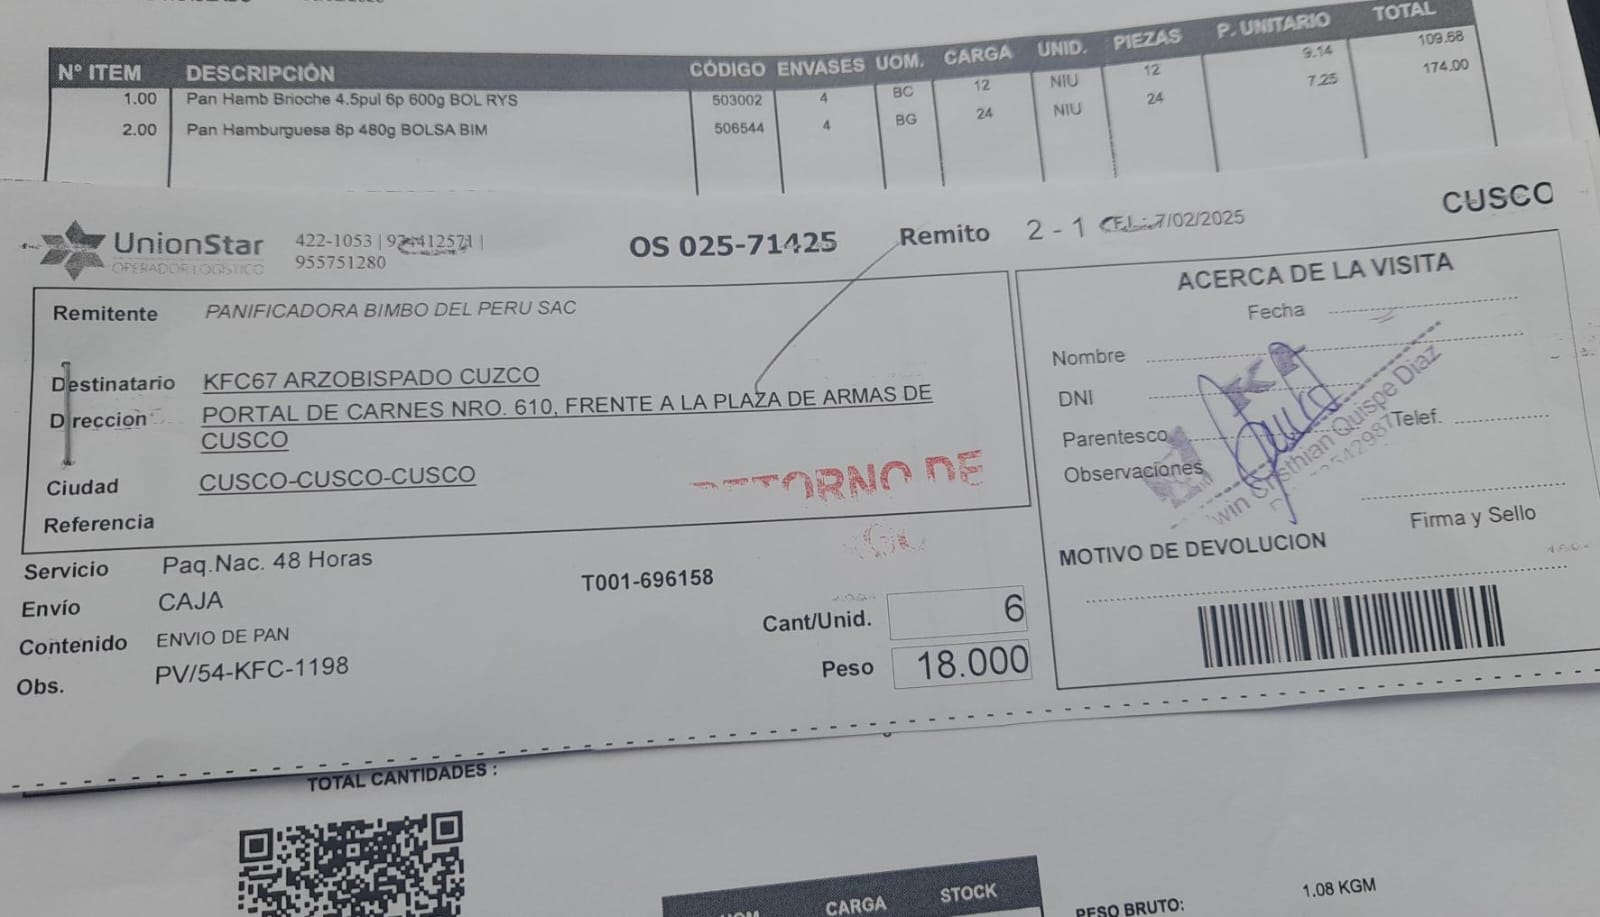 N° ITEM DESCRIPCIÓN CÓDIGO ENVASES UOM. CARGA UNID. PIEZAS P. UNITARIO TOTAL
1.00 Pan Hamb Brioche 4.5pul 6p 600g BOL RYS 503002 4 BC 12 NIU 12 9.14 109.68
2.00 Pan Hamburguesa 8p 480g BOLSA BIM 506544 4 BG 24 NIU 24 7.25 174.00
CUSCO
UnionStar 422-1053 | OS 025-71425 Remito 2 - 1 7/02/2025
OPERADOR LOGISTICO 955751280
Remitente PANIFICADORA BIMBO DEL PERU SAC
Destinatario KFC67 ARZOBISPADO CUZCO
Direccion PORTAL DE CARNES NRO. 610, FRENTE A LA PLAZA DE ARMAS DE
CUSCO
Ciudad CUSCO-CUSCO-CUSCO
Referencia
RETORNO DE
Servicio Paq.Nac. 48 Horas
Envío CAJA T001-696158
Contenido ENVIO DE PAN Cant/Unid. 6
Obs. PV/54-KFC-1198 Peso 18.000
ACERCA DE LA VISITA
Fecha
Nombre
DNI
Parentesco Telef.
Observaciones
Quispe Diaz
Firma y Sello
MOTIVO DE DEVOLUCION
TOTAL CANTIDADES :
CARGA STOCK
PESO BRUTO: 1.08 KGM